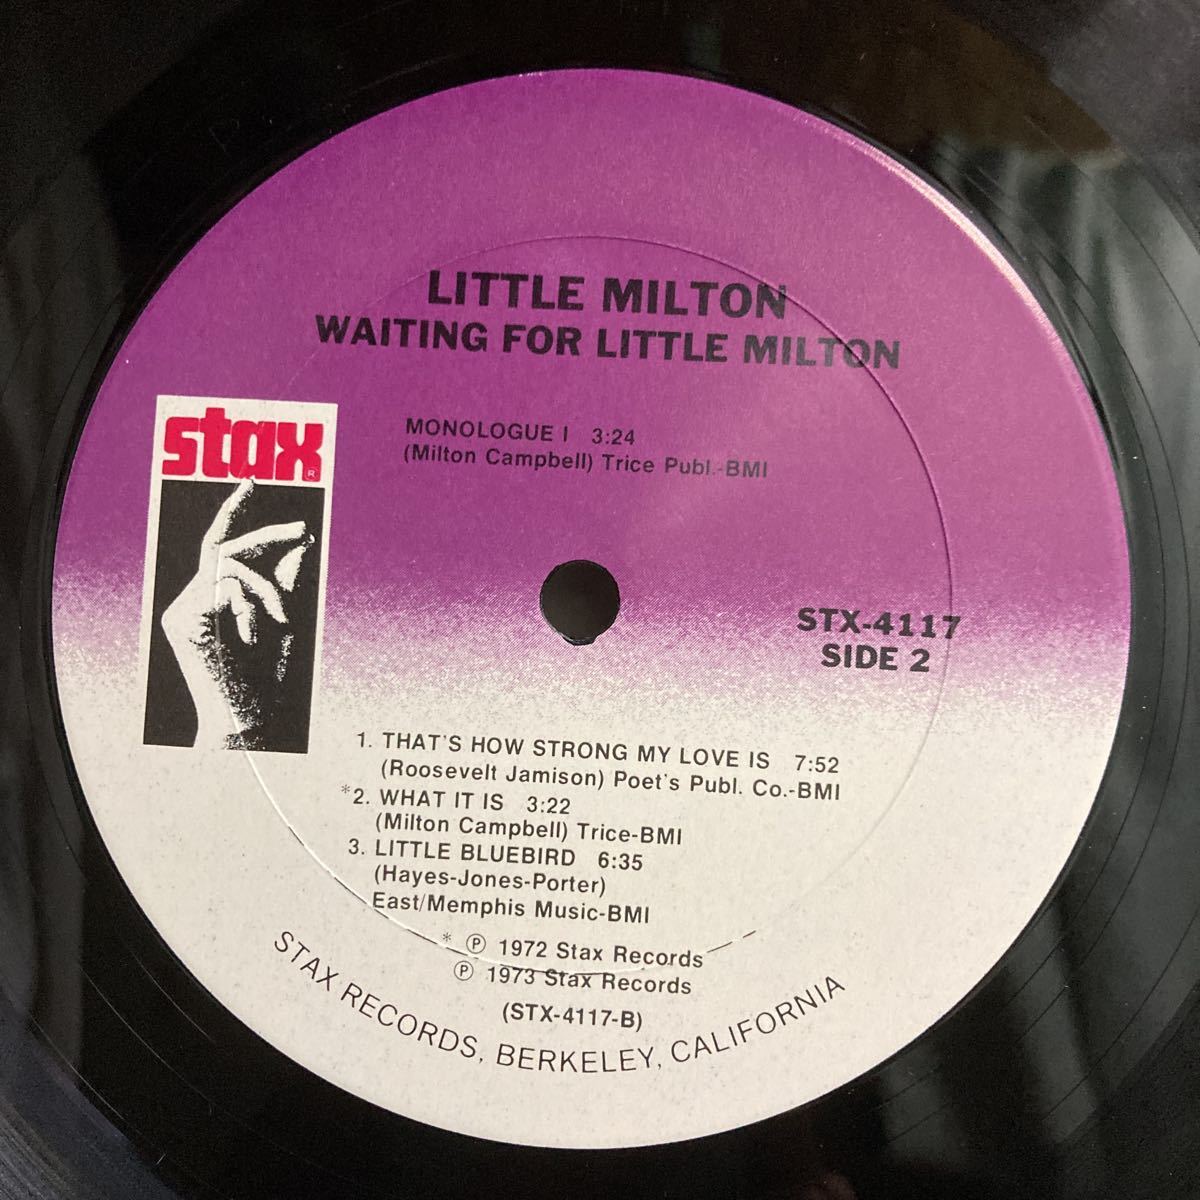 LITTLE MILTON
WAITING FOR LITTLE MILTON
stax®
MONOLOGUE I 3:24
(Milton Campbell) Trice Publ.-BMI
STX-4117
SIDE 2
1. THAT'S HOW STRONG MY LOVE IS 7:52
(Roosevelt Jamison) Poet's Publ. Co.-BMI
*2. WHAT IT IS 3:22
(Milton Campbell) Trice-BMI
3. LITTLE BLUEBIRD 6:35
(Hayes-Jones-Porter)
East/Memphis Music-BMI
* ℗ 1972 Stax Records
℗ 1973 Stax Records
(STX-4117-B)
STAX RECORDS, BERKELEY, CALIFORNIA